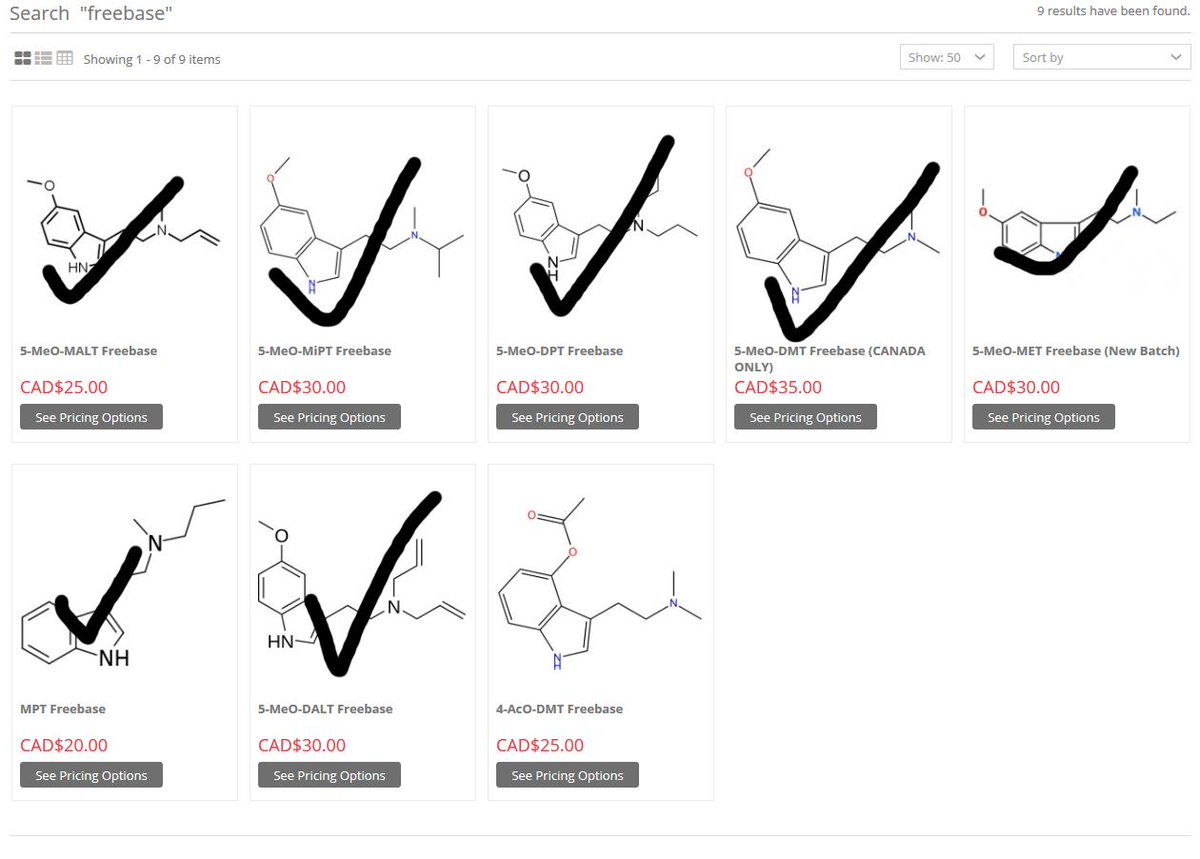 Search "freebase"
9 results have been found.
Showing 1 - 9 of 9 items
Show: 50
Sort by
O
N
HN
O
N
N
H
O
N
N
H
O
N
N
H
O
N
5-MeO-MALT Freebase
5-MeO-MiPT Freebase
5-MeO-DPT Freebase
5-MeO-DMT Freebase (CANADA
ONLY)
5-MeO-MET Freebase (New Batch)
CAD$25.00
CAD$30.00
CAD$30.00
CAD$35.00
CAD$30.00
See Pricing Options
See Pricing Options
See Pricing Options
See Pricing Options
See Pricing Options
N
NH
O
N
HN
O
O
N
N
H
MPT Freebase
5-MeO-DALT Freebase
4-AcO-DMT Freebase
CAD$20.00
CAD$30.00
CAD$25.00
See Pricing Options
See Pricing Options
See Pricing Options